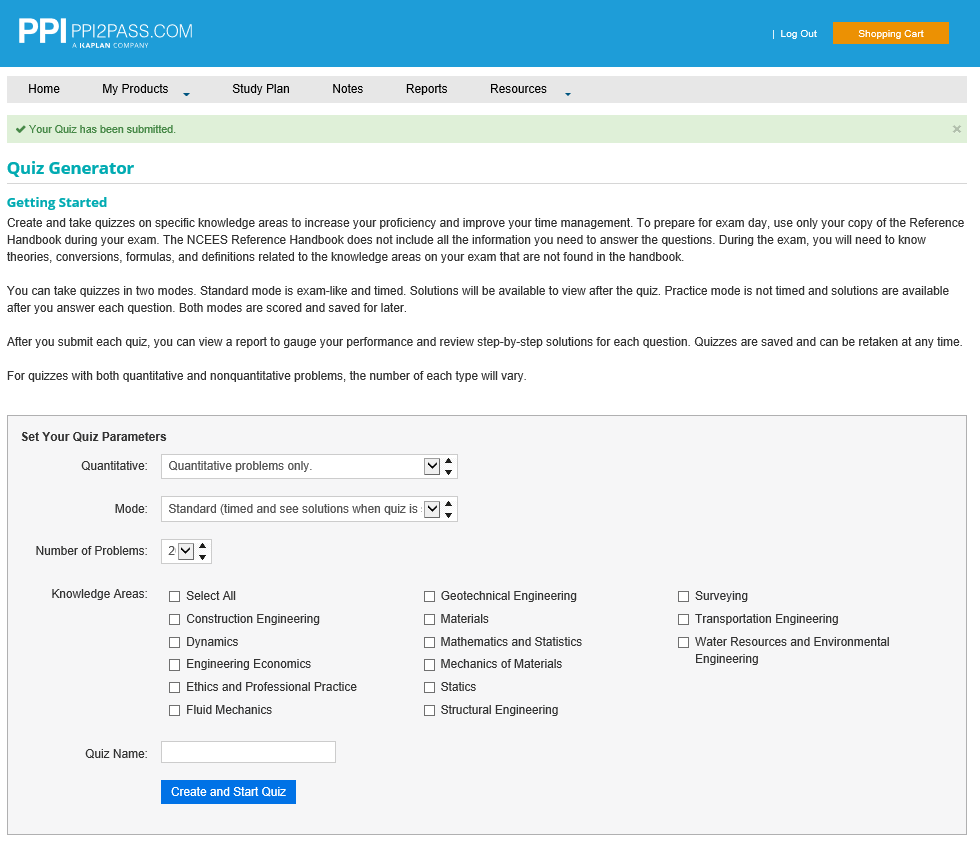 PPI PPI2PASS.COM
A KAPLAN COMPANY
| Log Out
Shopping Cart
Home My Products Study Plan Notes Reports Resources
Your Quiz has been submitted.
×
Quiz Generator
Getting Started
Create and take quizzes on specific knowledge areas to increase your proficiency and improve your time management. To prepare for exam day, use only your copy of the Reference
Handbook during your exam. The NCEES Reference Handbook does not include all the information you need to answer the questions. During the exam, you will need to know
theories, conversions, formulas, and definitions related to the knowledge areas on your exam that are not found in the handbook.
You can take quizzes in two modes. Standard mode is exam-like and timed. Solutions will be available to view after the quiz. Practice mode is not timed and solutions are available
after you answer each question. Both modes are scored and saved for later.
After you submit each quiz, you can view a report to gauge your performance and review step-by-step solutions for each question. Quizzes are saved and can be retaken at any time.
For quizzes with both quantitative and nonquantitative problems, the number of each type will vary.
Set Your Quiz Parameters
Quantitative: Quantitative problems only.
Mode: Standard (timed and see solutions when quiz is
Number of Problems: 2
Knowledge Areas:
Select All
Construction Engineering
Dynamics
Engineering Economics
Ethics and Professional Practice
Fluid Mechanics
Geotechnical Engineering
Materials
Mathematics and Statistics
Mechanics of Materials
Statics
Structural Engineering
Surveying
Transportation Engineering
Water Resources and Environmental
Engineering
Quiz Name:
Create and Start Quiz